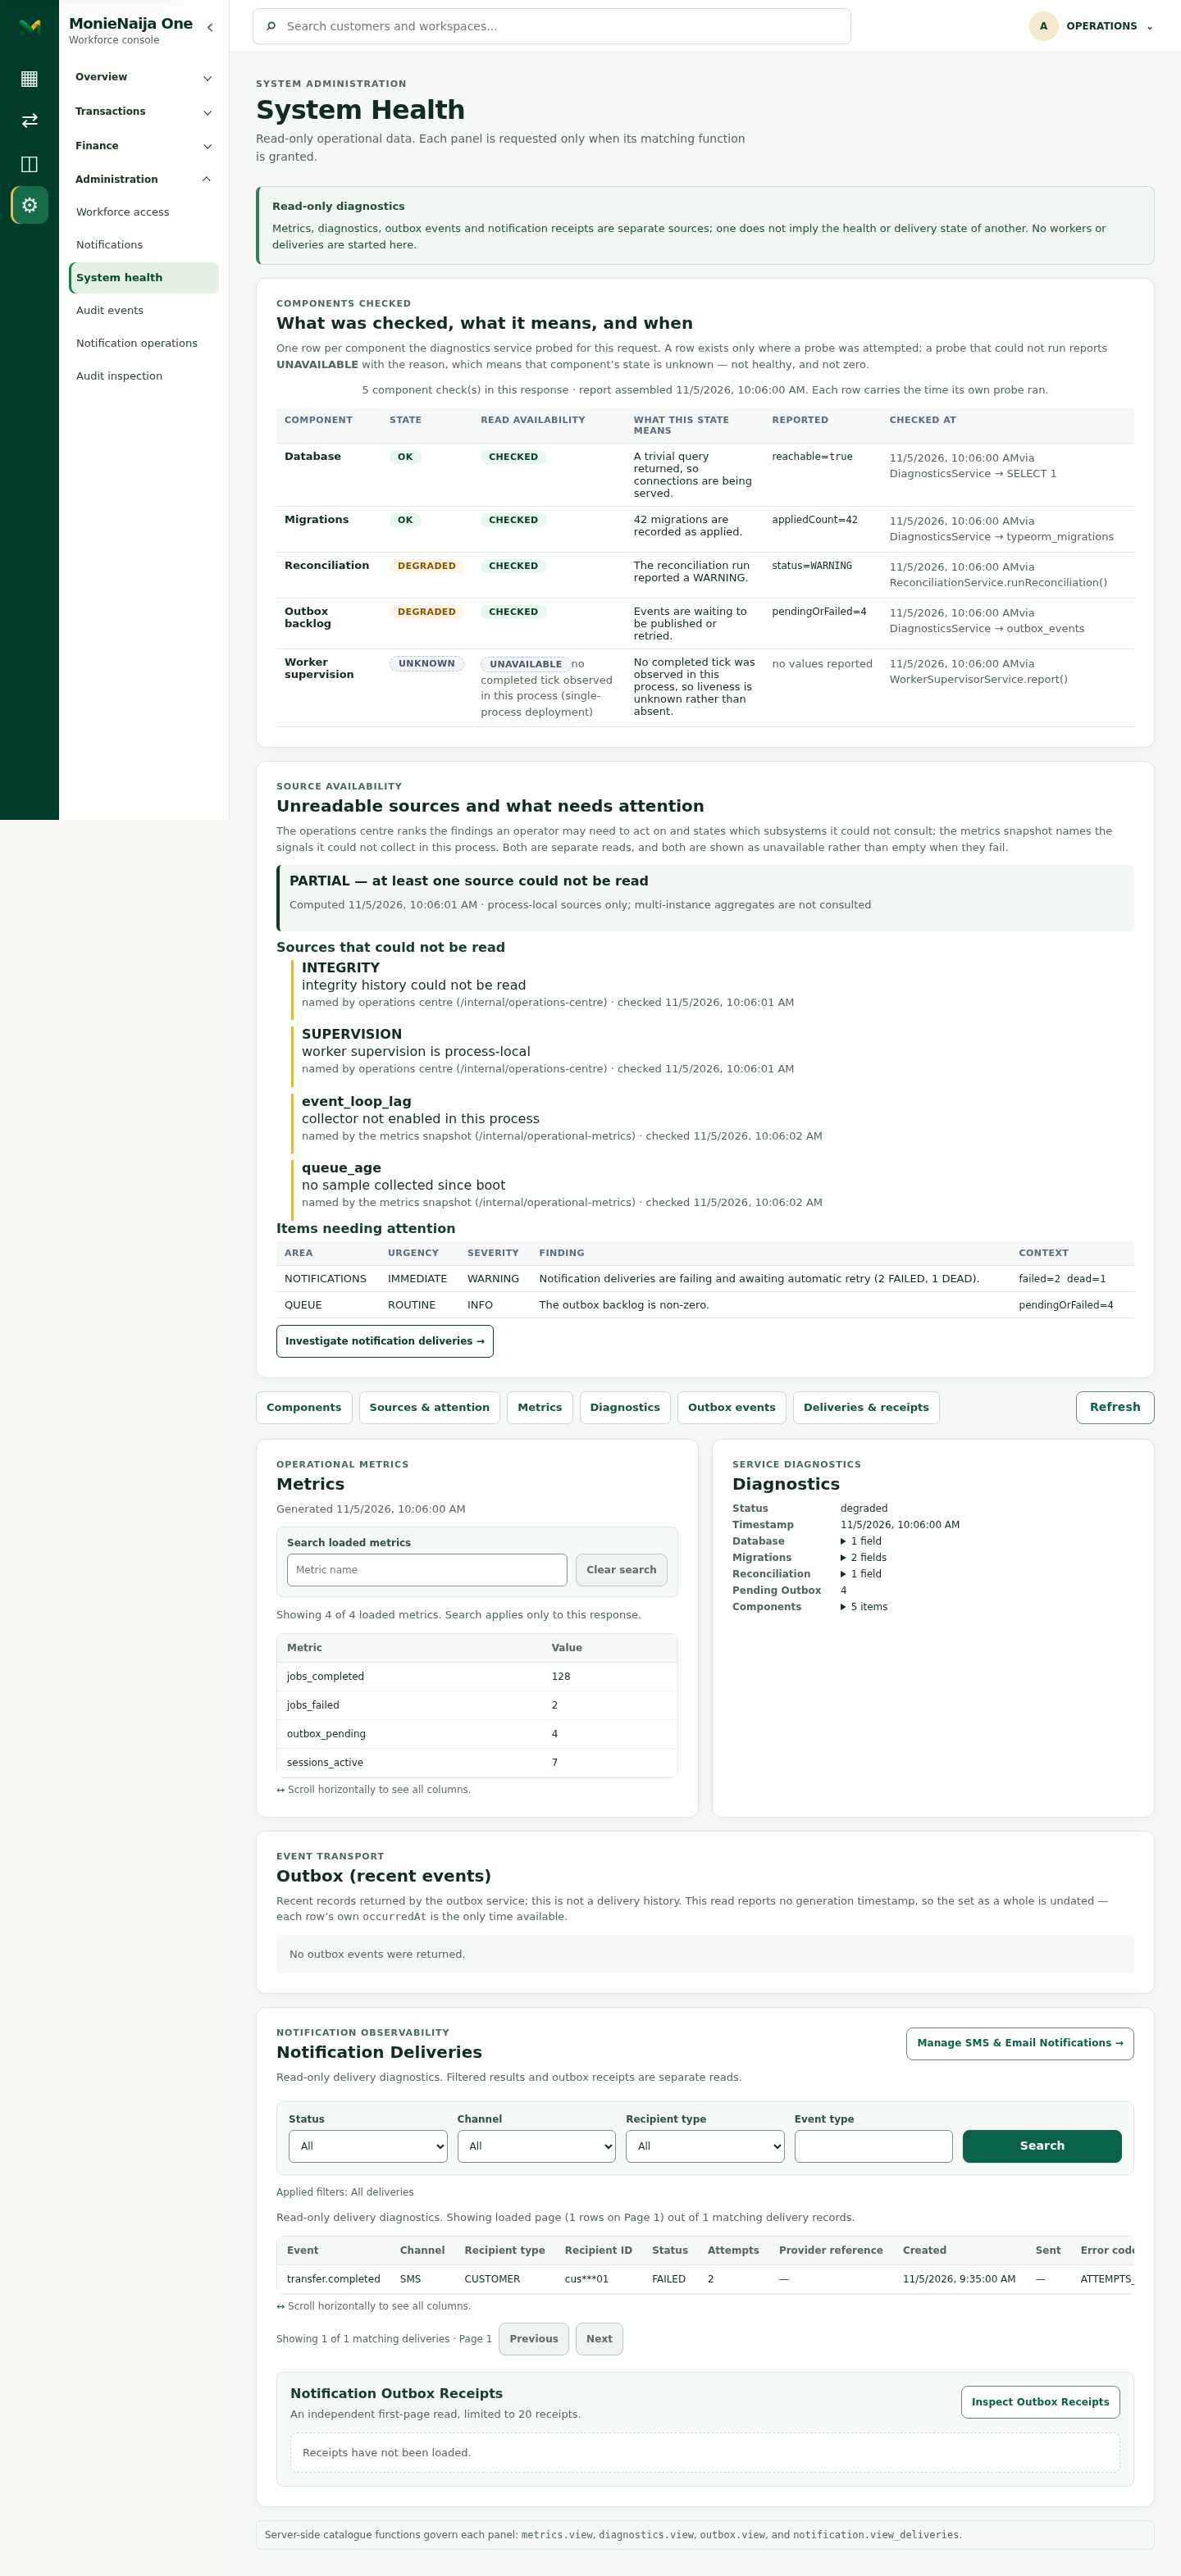 MonieNaija One
Workforce console
Overview
Transactions
Finance
Administration
Workforce access
Notifications
System health
Audit events
Notification operations
Audit inspection
Search customers and workspaces...
A OPERATIONS
SYSTEM ADMINISTRATION
System Health
Read-only operational data. Each panel is requested only when its matching function
is granted.
Read-only diagnostics
Metrics, diagnostics, outbox events and notification receipts are separate sources; one does not imply the health or delivery state of another. No workers or
deliveries are started here.
COMPONENTS CHECKED
What was checked, what it means, and when
One row per component the diagnostics service probed for this request. A row exists only where a probe was attempted; a probe that could not run reports
UNAVAILABLE with the reason, which means that component's state is unknown — not healthy, and not zero.
5 component check(s) in this response · report assembled 11/5/2026, 10:06:00 AM. Each row carries the time its own probe ran.
COMPONENT STATE READ AVAILABILITY WHAT THIS STATE MEANS REPORTED CHECKED AT
Database OK CHECKED A trivial query returned, so connections are being served. reachable=true 11/5/2026, 10:06:00 AMvia DiagnosticsService → SELECT 1
Migrations OK CHECKED 42 migrations are recorded as applied. appliedCount=42 11/5/2026, 10:06:00 AMvia DiagnosticsService → typeorm_migrations
Reconciliation DEGRADED CHECKED The reconciliation run reported a WARNING. status=WARNING 11/5/2026, 10:06:00 AMvia ReconciliationService.runReconciliation()
Outbox backlog DEGRADED CHECKED Events are waiting to be published or retried. pendingOrFailed=4 11/5/2026, 10:06:00 AMvia DiagnosticsService → outbox_events
Worker supervision UNKNOWN UNAVAILABLE no completed tick observed in this process (single-process deployment) No completed tick was observed in this process, so liveness is unknown rather than absent. no values reported 11/5/2026, 10:06:00 AMvia WorkerSupervisorService.report()
SOURCE AVAILABILITY
Unreadable sources and what needs attention
The operations centre ranks the findings an operator may need to act on and states which subsystems it could not consult; the metrics snapshot names the
signals it could not collect in this process. Both are separate reads, and both are shown as unavailable rather than empty when they fail.
PARTIAL — at least one source could not be read
Computed 11/5/2026, 10:06:01 AM · process-local sources only; multi-instance aggregates are not consulted
Sources that could not be read
INTEGRITY
integrity history could not be read
named by operations centre (/internal/operations-centre) · checked 11/5/2026, 10:06:01 AM
SUPERVISION
worker supervision is process-local
named by operations centre (/internal/operations-centre) · checked 11/5/2026, 10:06:01 AM
event_loop_lag
collector not enabled in this process
named by the metrics snapshot (/internal/operational-metrics) · checked 11/5/2026, 10:06:02 AM
queue_age
no sample collected since boot
named by the metrics snapshot (/internal/operational-metrics) · checked 11/5/2026, 10:06:02 AM
Items needing attention
AREA URGENCY SEVERITY FINDING CONTEXT
NOTIFICATIONS IMMEDIATE WARNING Notification deliveries are failing and awaiting automatic retry (2 FAILED, 1 DEAD). failed=2 dead=1
QUEUE ROUTINE INFO The outbox backlog is non-zero. pendingOrFailed=4
Investigate notification deliveries →
Components Sources & attention Metrics Diagnostics Outbox events Deliveries & receipts Refresh
OPERATIONAL METRICS
Metrics
Generated 11/5/2026, 10:06:00 AM
Search loaded metrics
Metric name Clear search
Showing 4 of 4 loaded metrics. Search applies only to this response.
Metric Value
jobs_completed 128
jobs_failed 2
outbox_pending 4
sessions_active 7
↔ Scroll horizontally to see all columns.
SERVICE DIAGNOSTICS
Diagnostics
Status degraded
Timestamp 11/5/2026, 10:06:00 AM
Database ▶ 1 field
Migrations ▶ 2 fields
Reconciliation ▶ 1 field
Pending Outbox 4
Components ▶ 5 items
EVENT TRANSPORT
Outbox (recent events)
Recent records returned by the outbox service; this is not a delivery history. This read reports no generation timestamp, so the set as a whole is undated —
each row's own occurredAt is the only time available.
No outbox events were returned.
NOTIFICATION OBSERVABILITY
Notification Deliveries
Manage SMS & Email Notifications →
Read-only delivery diagnostics. Filtered results and outbox receipts are separate reads.
Status Channel Recipient type Event type
All All All Search
Applied filters: All deliveries
Read-only delivery diagnostics. Showing loaded page (1 rows on Page 1) out of 1 matching delivery records.
Event Channel Recipient type Recipient ID Status Attempts Provider reference Created Sent Error code
transfer.completed SMS CUSTOMER cus***01 FAILED 2 — 11/5/2026, 9:35:00 AM — ATTEMPTS_
↔ Scroll horizontally to see all columns.
Showing 1 of 1 matching deliveries · Page 1 Previous Next
Notification Outbox Receipts
An independent first-page read, limited to 20 receipts.
Inspect Outbox Receipts
Receipts have not been loaded.
Server-side catalogue functions govern each panel: metrics.view, diagnostics.view, outbox.view, and notification.view_deliveries.